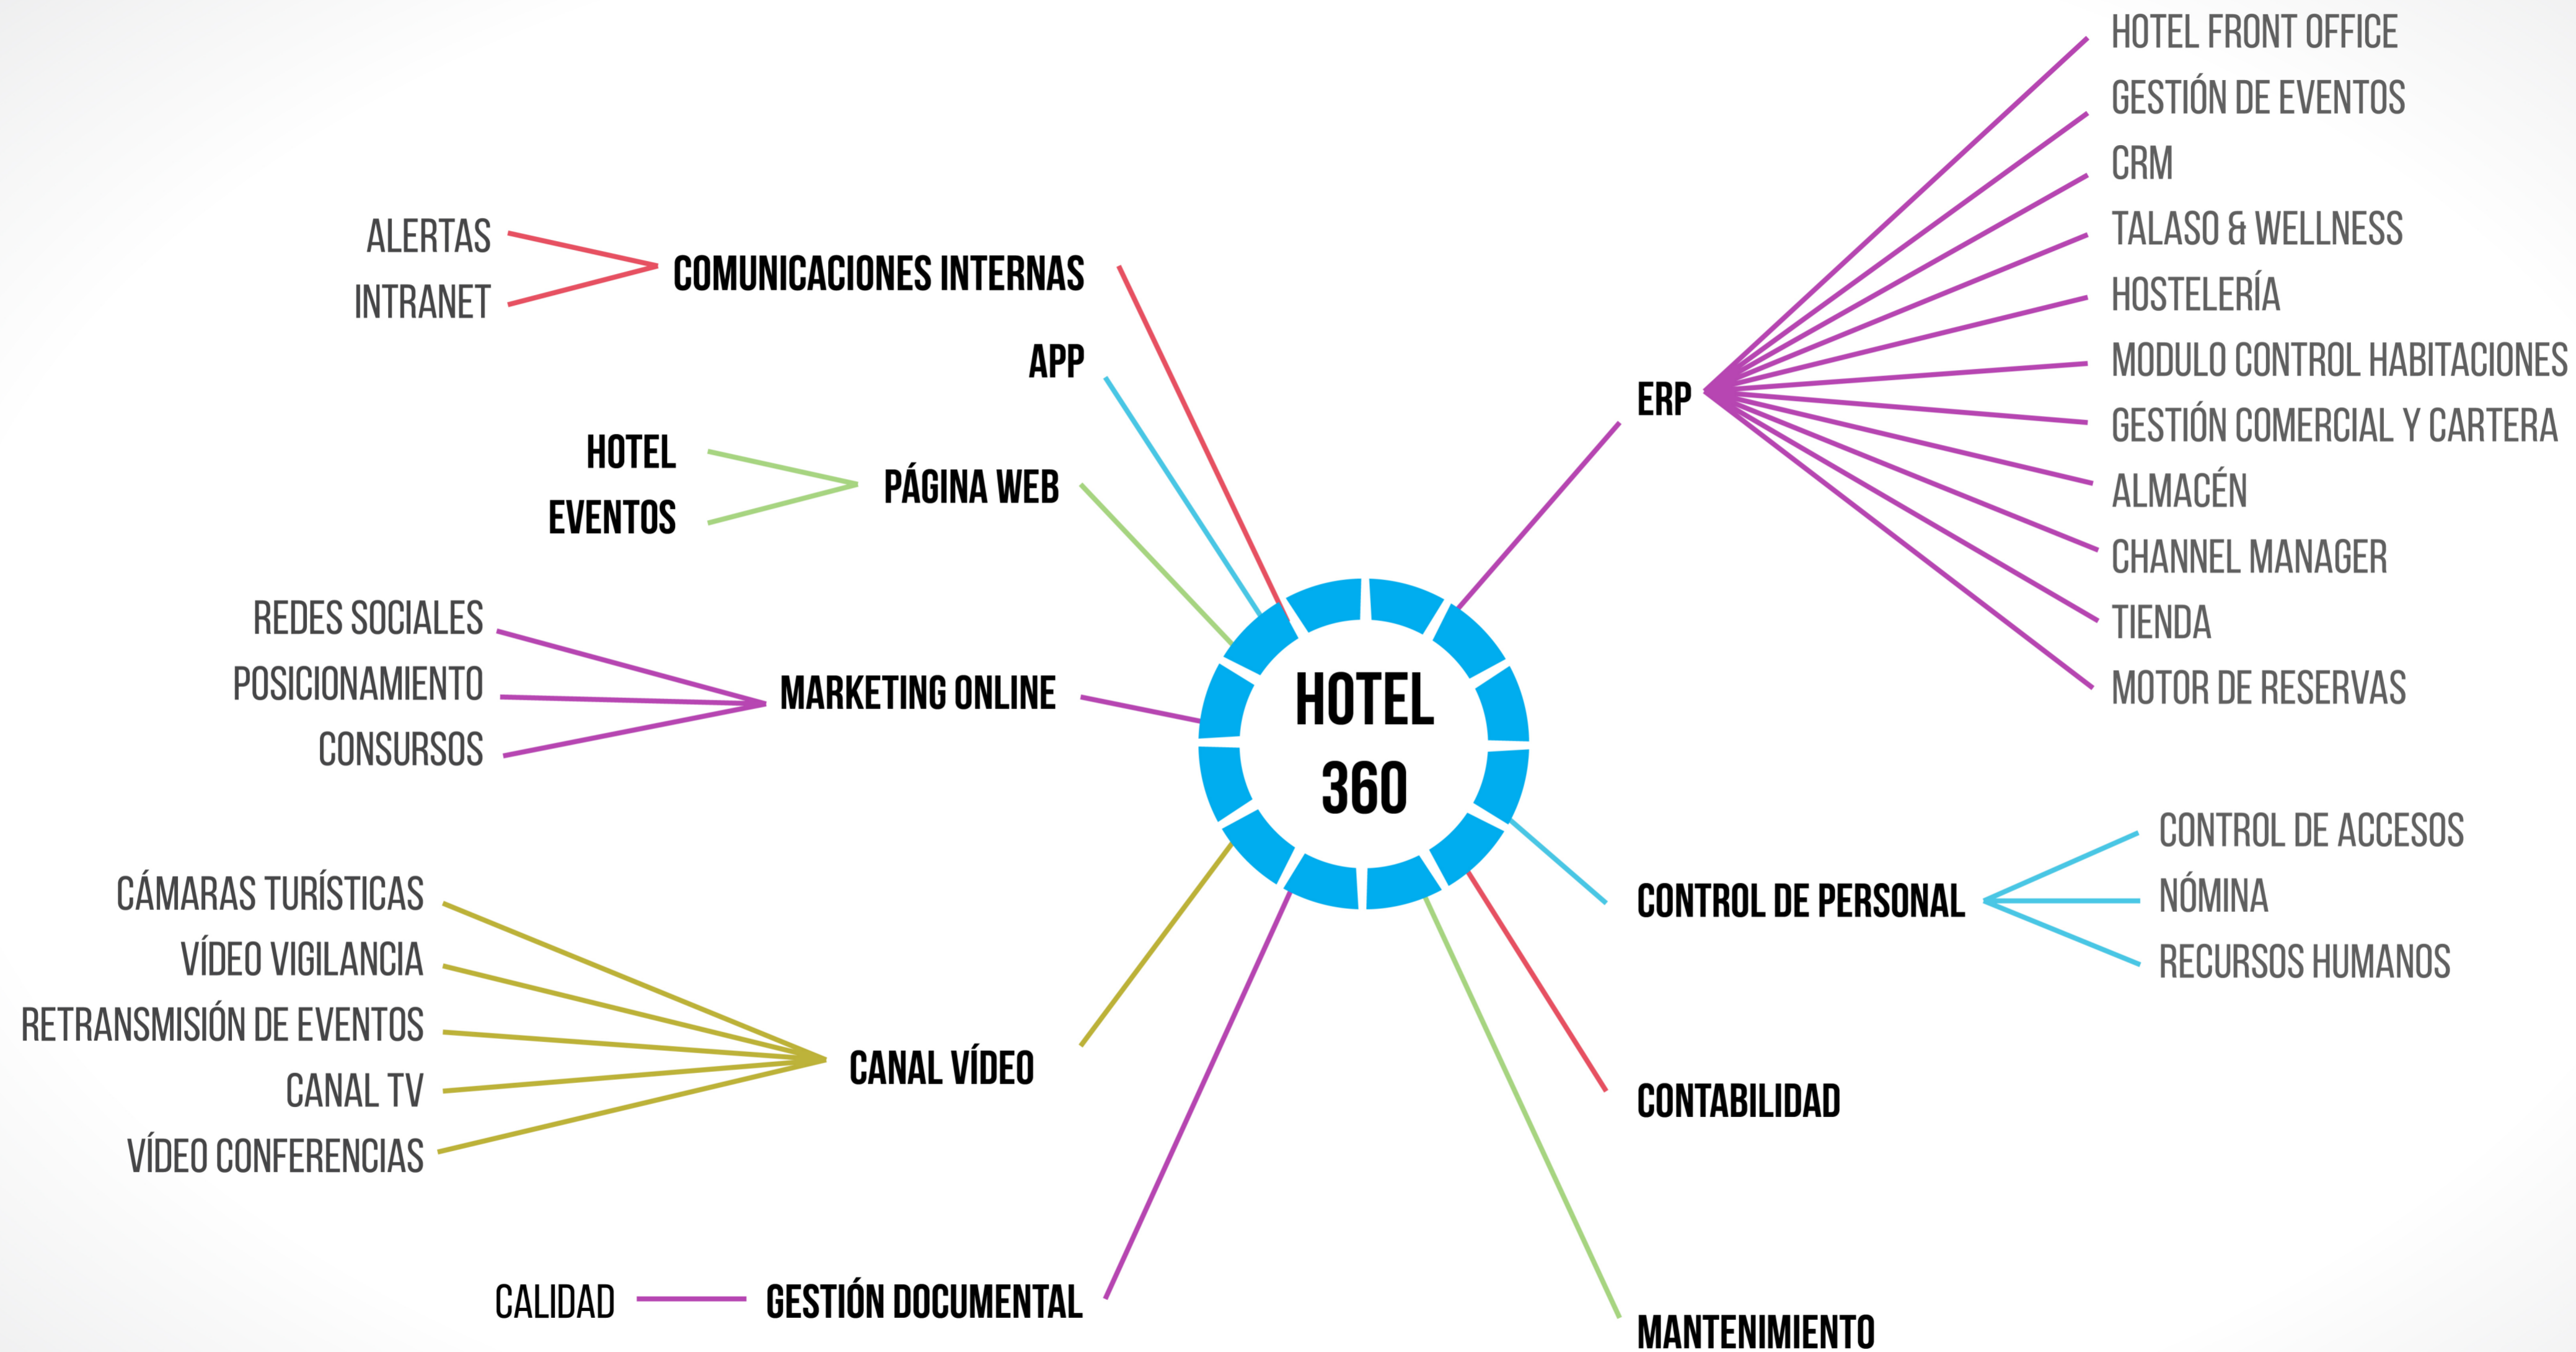 ALERTAS
INTRANET
COMUNICACIONES INTERNAS
APP
HOTEL
EVENTOS
PÁGINA WEB
REDES SOCIALES
POSICIONAMIENTO
CONSURSOS
MARKETING ONLINE
CÁMARAS TURÍSTICAS
VÍDEO VIGILANCIA
RETRANSMISIÓN DE EVENTOS
CANAL TV
VÍDEO CONFERENCIAS
CANAL VÍDEO
CALIDAD
GESTIÓN DOCUMENTAL
HOTEL
360
ERP
HOTEL FRONT OFFICE
GESTIÓN DE EVENTOS
CRM
TALASO & WELLNESS
HOSTELERÍA
MODULO CONTROL HABITACIONES
GESTIÓN COMERCIAL Y CARTERA
ALMACÉN
CHANNEL MANAGER
TIENDA
MOTOR DE RESERVAS
CONTROL DE PERSONAL
CONTROL DE ACCESOS
NÓMINA
RECURSOS HUMANOS
CONTABILIDAD
MANTENIMIENTO